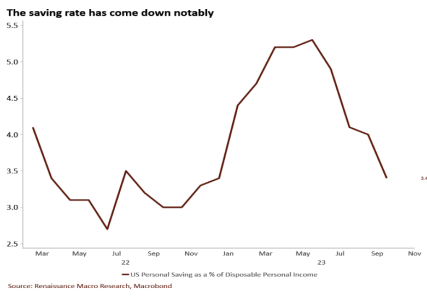 The saving rate has come down notably
5.5
5.0
4.5
4.0
3.5
3.4
3.0
2.5
Mar May Jul Sep Nov Jan Mar May Jul Sep Nov
22 23
US Personal Saving as a % of Disposable Personal Income
Source: Renaissance Macro Research, Macrobond